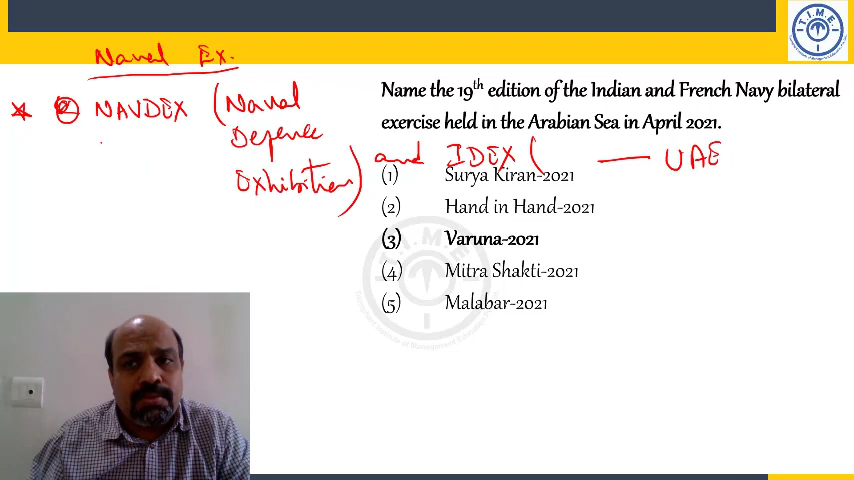 T.I.M.E.
Naval Ex.
NAVDEX (Naval
Defence
Exhibition) and IDEX ( — UAE
Name the 19th edition of the Indian and French Navy bilateral
exercise held in the Arabian Sea in April 2021.
(1) Surya Kiran-2021
(2) Hand in Hand-2021
(3) Varuna-2021
(4) Mitra Shakti-2021
(5) Malabar-2021